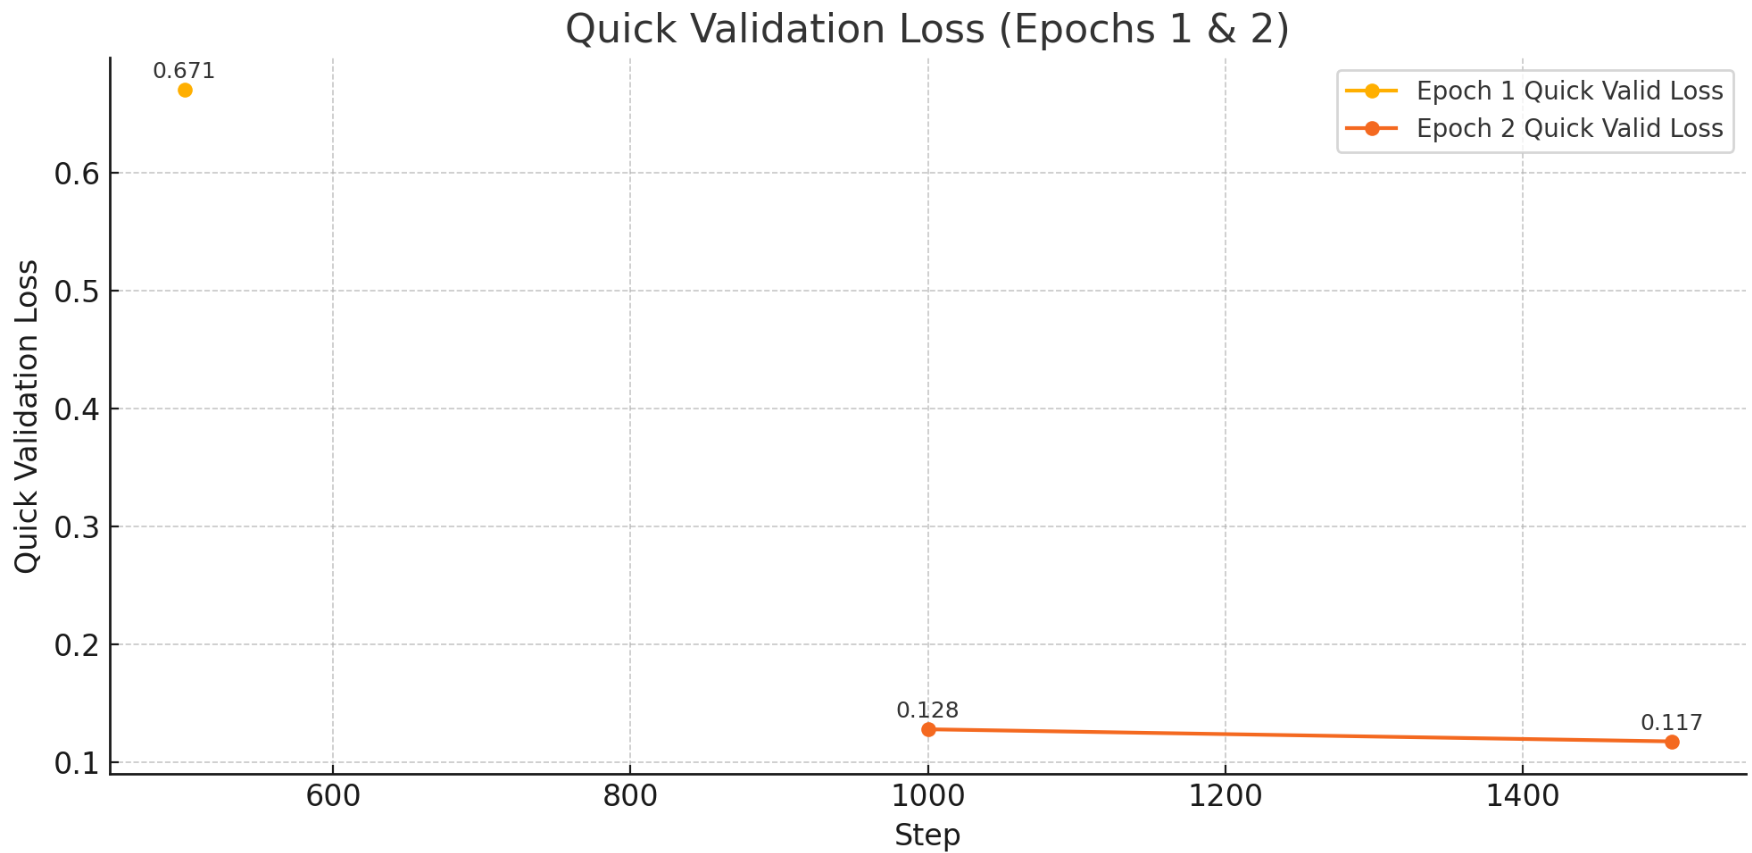 Quick Validation Loss (Epochs 1 & 2)
0.671
Epoch 1 Quick Valid Loss
Epoch 2 Quick Valid Loss
Quick Validation Loss
0.6
0.5
0.4
0.3
0.2
0.1
0.128
0.117
600 800 1000 1200 1400
Step